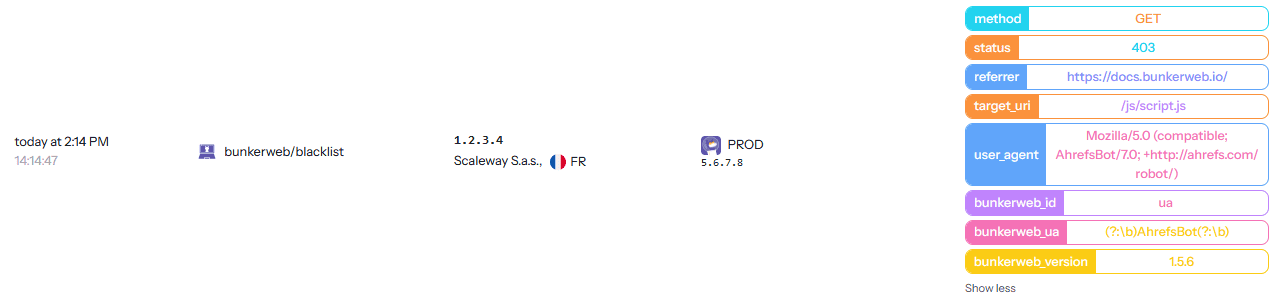 today at 2:14 PM
14:14:47
bunkerweb/blacklist
1.2.3.4
Scaleway S.a.s., FR
PROD
5.6.7.8
method GET
status 403
referrer https://docs.bunkerweb.io/
target_uri /js/script.js
user_agent Mozilla/5.0 (compatible;
AhrefsBot/7.0; +http://ahrefs.com/
robot/)
bunkerweb_id ua
bunkerweb_ua (?:\b)AhrefsBot(?:\b)
bunkerweb_version 1.5.6
Show less